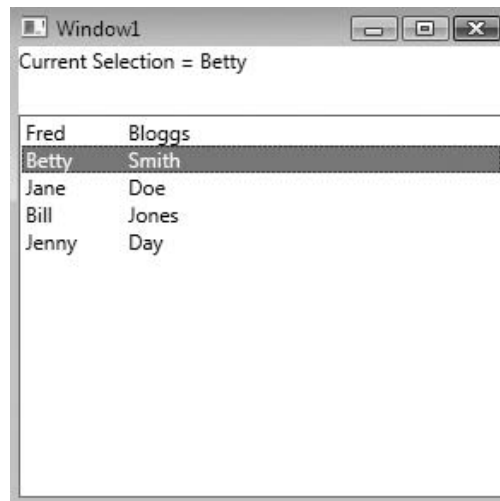 Window1
Current Selection = Betty
Fred Bloggs
Betty Smith
Jane Doe
Bill Jones
Jenny Day